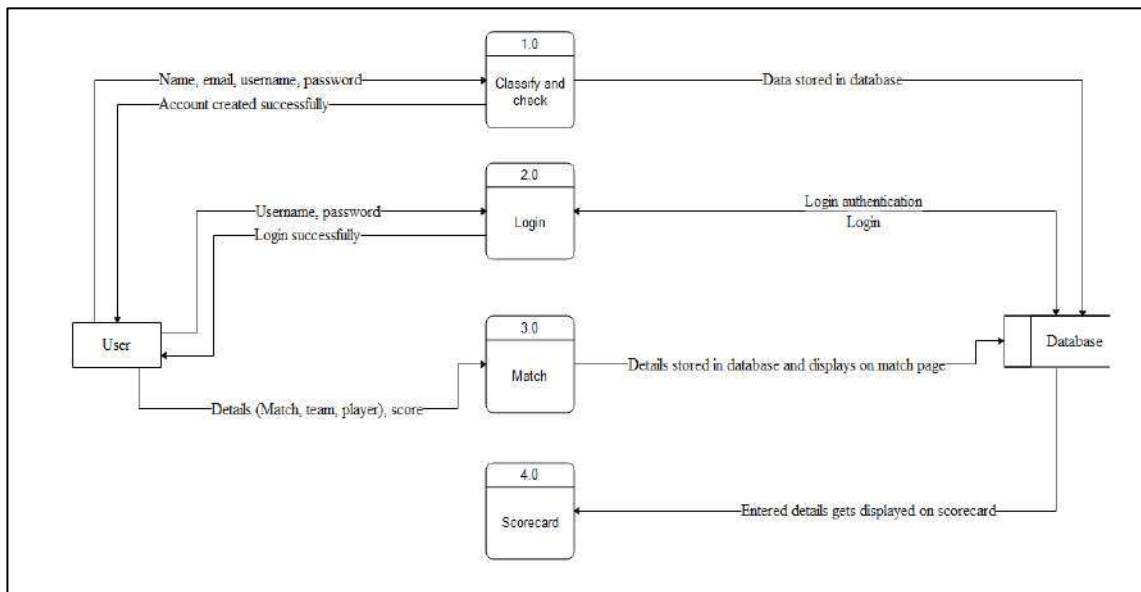 1.0
Classify and
check
Name, email, username, password
Account created successfully
Data stored in database
2.0
Login
Username, password
Login successfully
Login authentication
Login
User
3.0
Match
Details (Match, team, player), score
Details stored in database and displays on match page
Database
4.0
Scorecard
Entered details gets displayed on scorecard